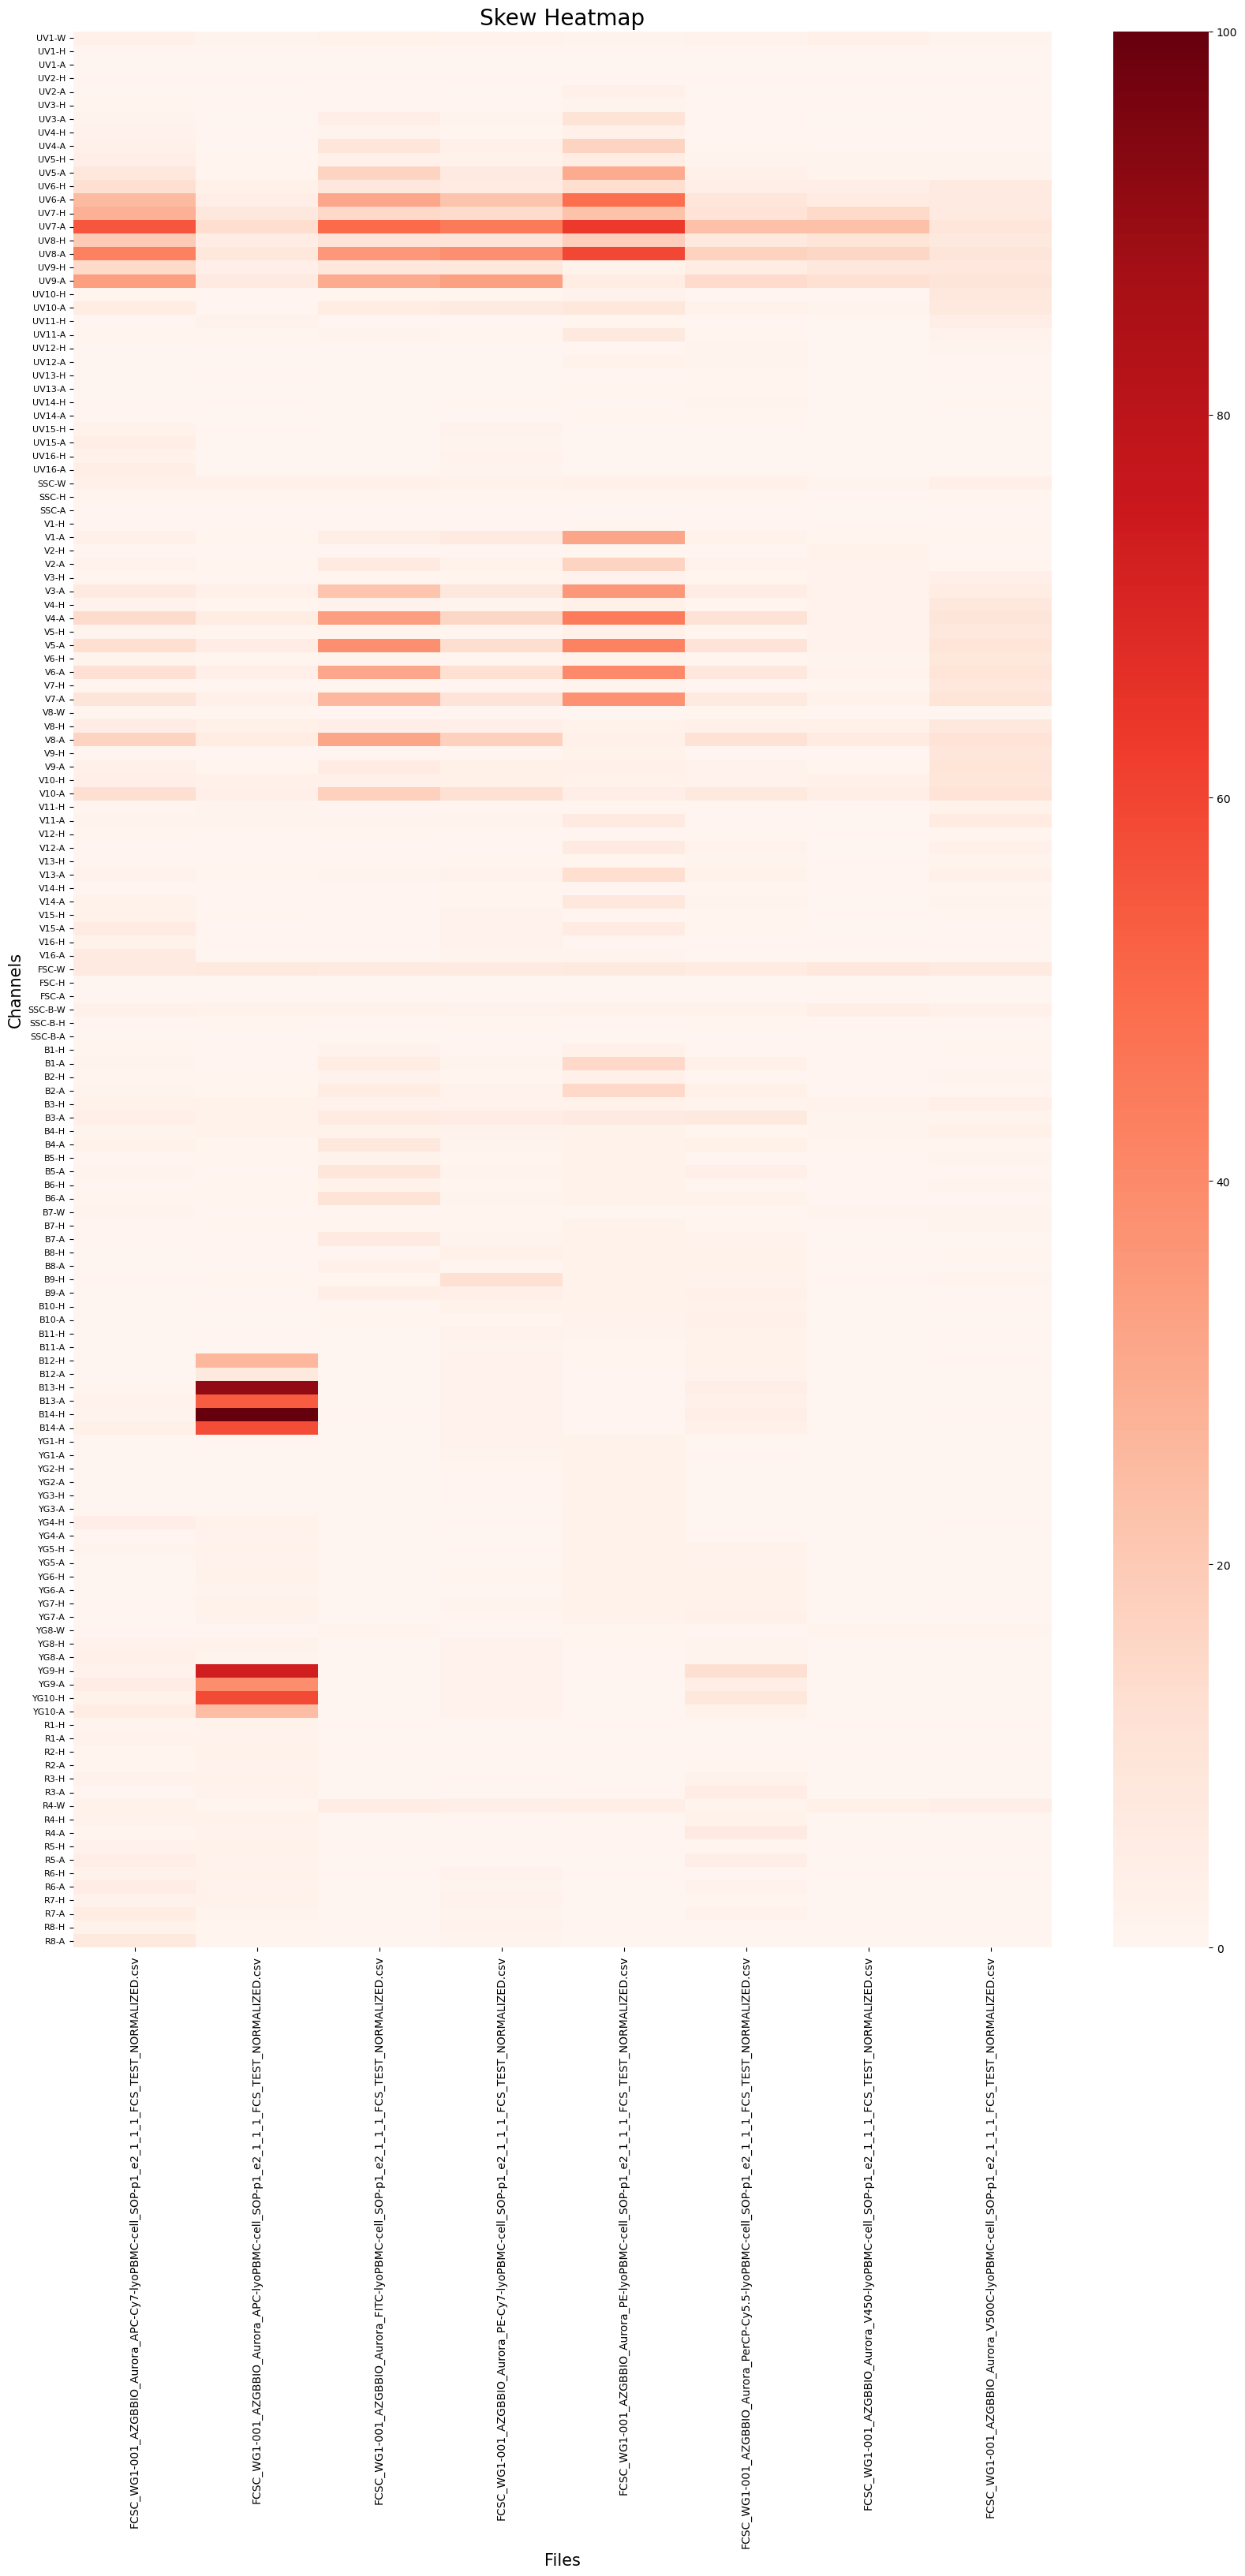 Skew Heatmap
Channels
UV1-W
UV1-H
UV1-A
UV2-H
UV2-A
UV3-H
UV3-A
UV4-H
UV4-A
UV5-H
UV5-A
UV6-H
UV6-A
UV7-H
UV7-A
UV8-H
UV8-A
UV9-H
UV9-A
UV10-H
UV10-A
UV11-H
UV11-A
UV12-H
UV12-A
UV13-H
UV13-A
UV14-H
UV14-A
UV15-H
UV15-A
UV16-H
UV16-A
SSC-W
SSC-H
SSC-A
V1-H
V1-A
V2-H
V2-A
V3-H
V3-A
V4-H
V4-A
V5-H
V5-A
V6-H
V6-A
V7-H
V7-A
V8-W
V8-H
V8-A
V9-H
V9-A
V10-H
V10-A
V11-H
V11-A
V12-H
V12-A
V13-H
V13-A
V14-H
V14-A
V15-H
V15-A
V16-H
V16-A
FSC-W
FSC-H
FSC-A
SSC-B-W
SSC-B-H
SSC-B-A
B1-H
B1-A
B2-H
B2-A
B3-H
B3-A
B4-H
B4-A
B5-H
B5-A
B6-H
B6-A
B7-W
B7-H
B7-A
B8-H
B8-A
B9-H
B9-A
B10-H
B10-A
B11-H
B11-A
B12-H
B12-A
B13-H
B13-A
B14-H
B14-A
YG1-H
YG1-A
YG2-H
YG2-A
YG3-H
YG3-A
YG4-H
YG4-A
YG5-H
YG5-A
YG6-H
YG6-A
YG7-H
YG7-A
YG8-W
YG8-H
YG8-A
YG9-H
YG9-A
YG10-H
YG10-A
R1-H
R1-A
R2-H
R2-A
R3-H
R3-A
R4-W
R4-H
R4-A
R5-H
R5-A
R6-H
R6-A
R7-H
R7-A
R8-H
R8-A
100
80
60
40
20
0
FCSC_WG1-001_AZGBBIO_Aurora_APC-Cy7-lyoPBMC-cell_SOP-p1_e2_1_1_1_FCS_TEST_NORMALIZED.csv
FCSC_WG1-001_AZGBBIO_Aurora_APC-lyoPBMC-cell_SOP-p1_e2_1_1_1_FCS_TEST_NORMALIZED.csv
FCSC_WG1-001_AZGBBIO_Aurora_FITC-lyoPBMC-cell_SOP-p1_e2_1_1_1_FCS_TEST_NORMALIZED.csv
FCSC_WG1-001_AZGBBIO_Aurora_PE-Cy7-lyoPBMC-cell_SOP-p1_e2_1_1_1_FCS_TEST_NORMALIZED.csv
FCSC_WG1-001_AZGBBIO_Aurora_PE-lyoPBMC-cell_SOP-p1_e2_1_1_1_FCS_TEST_NORMALIZED.csv
FCSC_WG1-001_AZGBBIO_Aurora_PerCP-Cy5.5-lyoPBMC-cell_SOP-p1_e2_1_1_1_FCS_TEST_NORMALIZED.csv
FCSC_WG1-001_AZGBBIO_Aurora_V450-lyoPBMC-cell_SOP-p1_e2_1_1_1_FCS_TEST_NORMALIZED.csv
FCSC_WG1-001_AZGBBIO_Aurora_V500C-lyoPBMC-cell_SOP-p1_e2_1_1_1_FCS_TEST_NORMALIZED.csv
Files